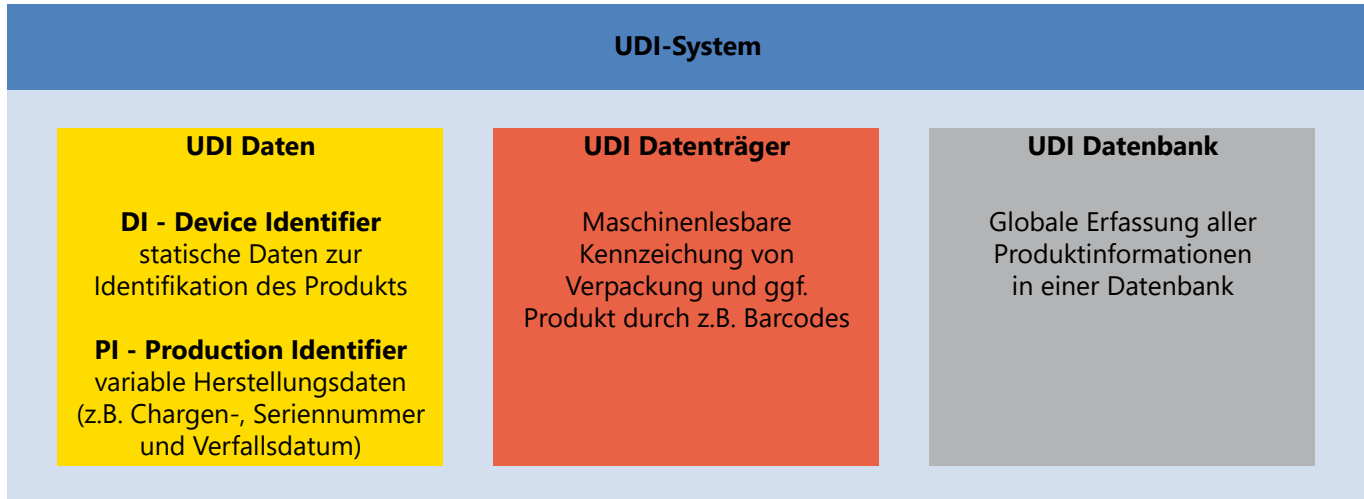 UDI-System
UDI Daten
DI - Device Identifier
statische Daten zur
Identifikation des Produkts
PI - Production Identifier
variable Herstellungsdaten
(z.B. Chargen-, Seriennummer
und Verfallsdatum)
UDI Datenträger
Maschinenlesbare
Kennzeichung von
Verpackung und ggf.
Produkt durch z.B. Barcodes
UDI Datenbank
Globale Erfassung aller
Produktinformationen
in einer Datenbank